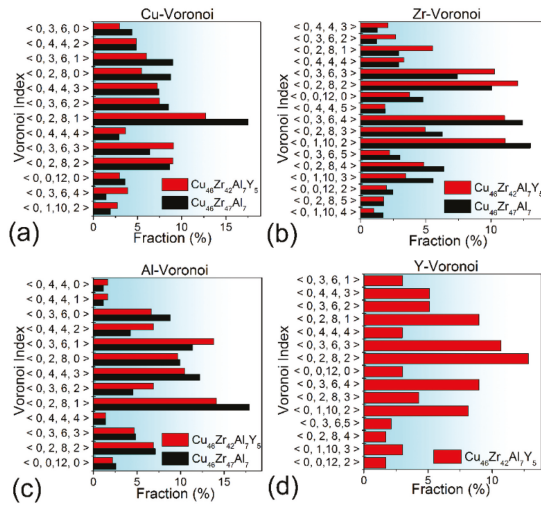 Cu-Voronoi
Voronoi Index
< 0, 3, 6, 0 >
< 0, 4, 4, 2 >
< 0, 3, 6, 1 >
< 0, 2, 8, 0 >
< 0, 4, 4, 3 >
< 0, 3, 6, 2 >
< 0, 2, 8, 1 >
< 0, 4, 4, 4 >
< 0, 3, 6, 3 >
< 0, 2, 8, 2 >
< 0, 0,12, 0 >
< 0, 3, 6, 4 >
< 0, 1,10, 2 >
Cu₄₆Zr₄₂Al₇Y₅
Cu₄₆Zr₄₇Al₇
0 5 10 15
Fraction (%)
(a)
Zr-Voronoi
Voronoi Index
< 0, 4, 4, 3 >
< 0, 3, 6, 2 >
< 0, 2, 8, 1 >
< 0, 4, 4, 4 >
< 0, 3, 6, 3 >
< 0, 2, 8, 2 >
< 0, 0,12, 0 >
< 0, 4, 4, 5 >
< 0, 3, 6, 4 >
< 0, 2, 8, 3 >
< 0, 1,10, 2 >
< 0, 3, 6, 5 >
< 0, 2, 8, 4 >
< 0, 1,10, 3 >
< 0, 0,12, 2 >
< 0, 2, 8, 5 >
< 0, 1,10, 4 >
Cu₄₆Zr₄₂Al₇Y₅
Cu₄₆Zr₄₇Al₇
0 5 10
Fraction (%)
(b)
Al-Voronoi
Voronoi Index
< 0, 4, 4, 0 >
< 0, 4, 4, 1 >
< 0, 3, 6, 0 >
< 0, 4, 4, 2 >
< 0, 3, 6, 1 >
< 0, 2, 8, 0 >
< 0, 4, 4, 3 >
< 0, 3, 6, 2 >
< 0, 2, 8, 1 >
< 0, 4, 4, 4 >
< 0, 3, 6, 3 >
< 0, 2, 8, 2 >
< 0, 0,12, 0 >
Cu₄₆Zr₄₂Al₇Y₅
Cu₄₆Zr₄₇Al₇
0 5 10 15
Fraction (%)
(c)
Y-Voronoi
Voronoi Index
< 0, 3, 6, 1 >
< 0, 4, 4, 3 >
< 0, 3, 6, 2 >
< 0, 2, 8, 1 >
< 0, 4, 4, 4 >
< 0, 3, 6, 3 >
< 0, 2, 8, 2 >
< 0, 0,12, 0 >
< 0, 3, 6, 4 >
< 0, 2, 8, 3 >
< 0, 1,10, 2 >
< 0, 3, 6,5 >
< 0, 2, 8, 4 >
< 0, 1,10, 3 >
< 0, 0,12, 2 >
Cu₄₆Zr₄₂Al₇Y₅
0 5 10
Fraction (%)
(d)